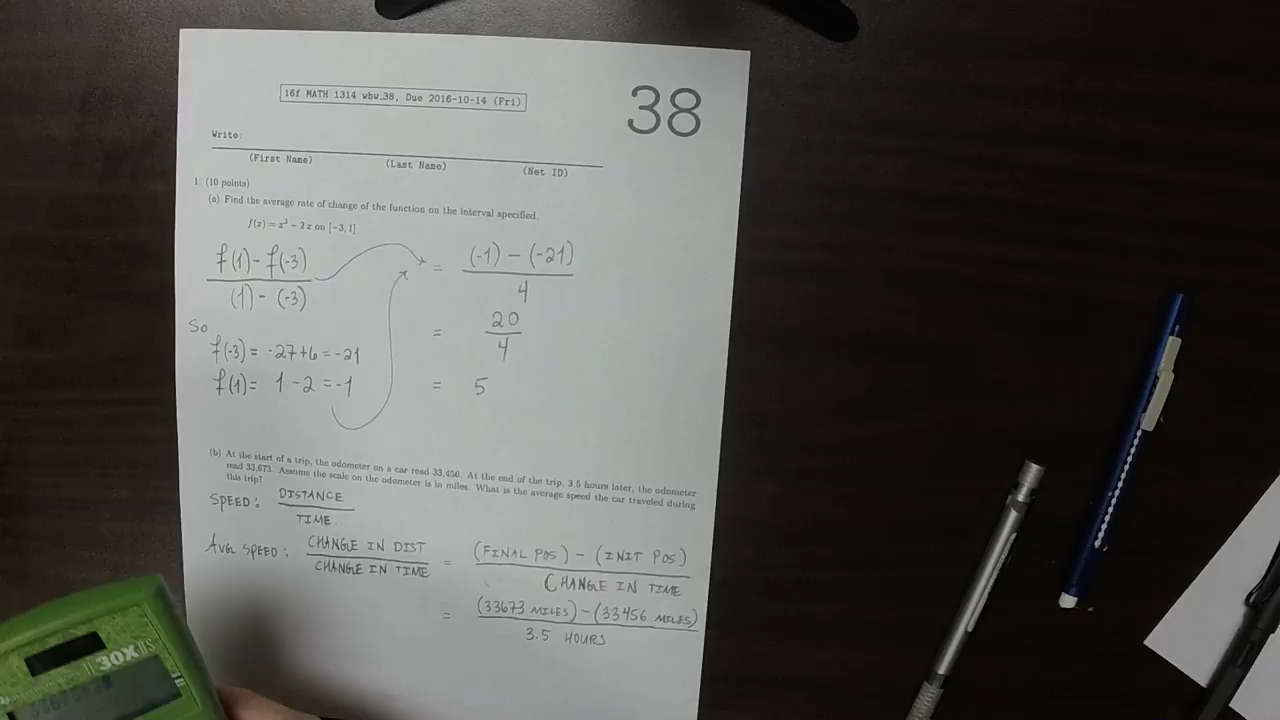 16f MATH 1314 whw_38, Due 2016-10-14 (Fri)
38
Write:
(First Name) (Last Name) (Net ID)
1. (10 points)
(a) Find the average rate of change of the function on the interval specified.
f(x) = x³ − 2x on [−3, 1]
f(1) - f(-3) / (1) - (-3) = (-1) - (-21) / 4
= 20 / 4
So
f(-3) = -27+6 = -21
f(1) = 1 - 2 = -1 = 5
(b) At the start of a trip, the odometer on a car read 33,456. At the end of the trip, 3.5 hours later, the odometer
read 33,673. Assume the scale on the odometer is in miles. What is the average speed the car traveled during
this trip?
SPEED: DISTANCE / TIME
AVG SPEED: CHANGE IN DIST / CHANGE IN TIME = (FINAL POS) - (INIT POS) / CHANGE IN TIME
= (33673 MILES) - (33456 MILES) / 3.5 HOURS
30X IIS